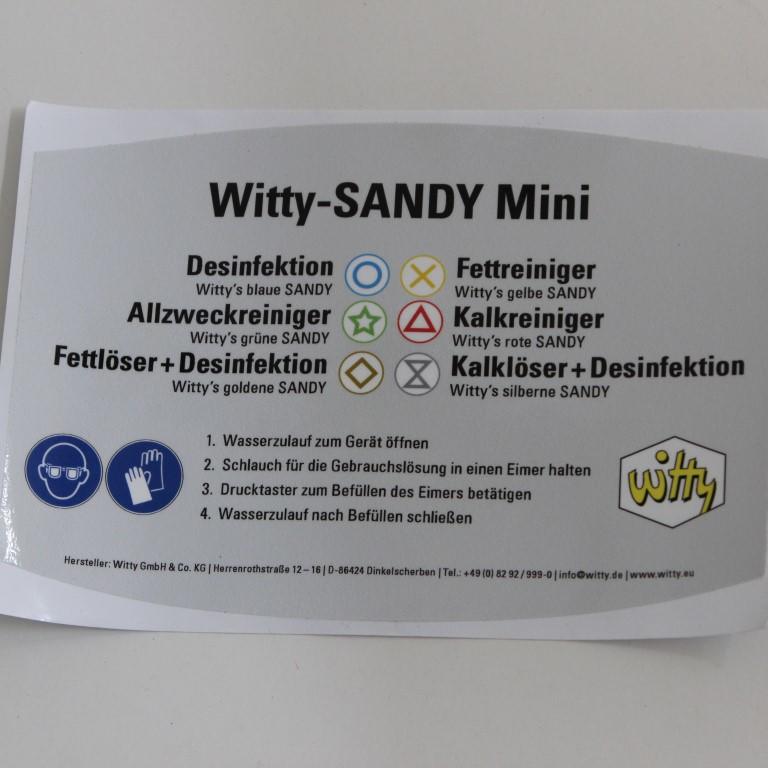 Witty-SANDY Mini
Desinfektion
Witty's blaue SANDY
Fettreiniger
Witty's gelbe SANDY
Allzweckreiniger
Witty's grüne SANDY
Kalkreiniger
Witty's rote SANDY
Fettlöser + Desinfektion
Witty's goldene SANDY
Kalklöser + Desinfektion
Witty's silberne SANDY
1. Wasserzulauf zum Gerät öffnen
2. Schlauch für die Gebrauchslösung in einen Eimer halten
3. Drucktaster zum Befüllen des Eimers betätigen
4. Wasserzulauf nach Befüllen schließen
witty
Hersteller: Witty GmbH & Co. KG | Herrenrothstraße 12 – 16 | D-86424 Dinkelscherben | Tel.: +49 (0) 82 92 / 999-0 | info@witty.de | www.witty.eu